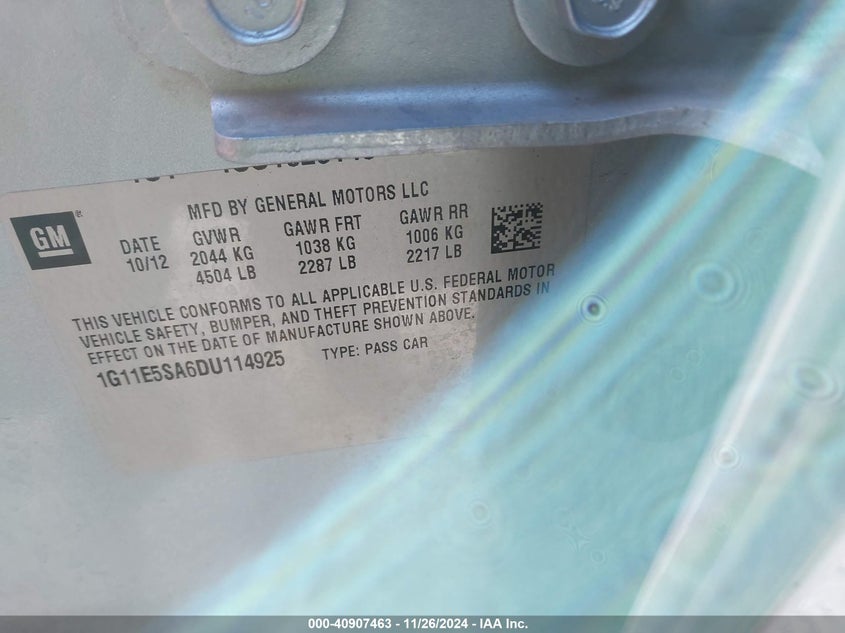 MFD BY GENERAL MOTORS LLC
GM
DATE GVWR GAWR FRT GAWR RR
10/12 2044 KG 1038 KG 1006 KG
4504 LB 2287 LB 2217 LB
THIS VEHICLE CONFORMS TO ALL APPLICABLE U.S. FEDERAL MOTOR
VEHICLE SAFETY, BUMPER, AND THEFT PREVENTION STANDARDS IN
EFFECT ON THE DATE OF MANUFACTURE SHOWN ABOVE.
1G11E5SA6DU114925 TYPE: PASS CAR
000-40907463 - 11/26/2024 - IAA Inc.